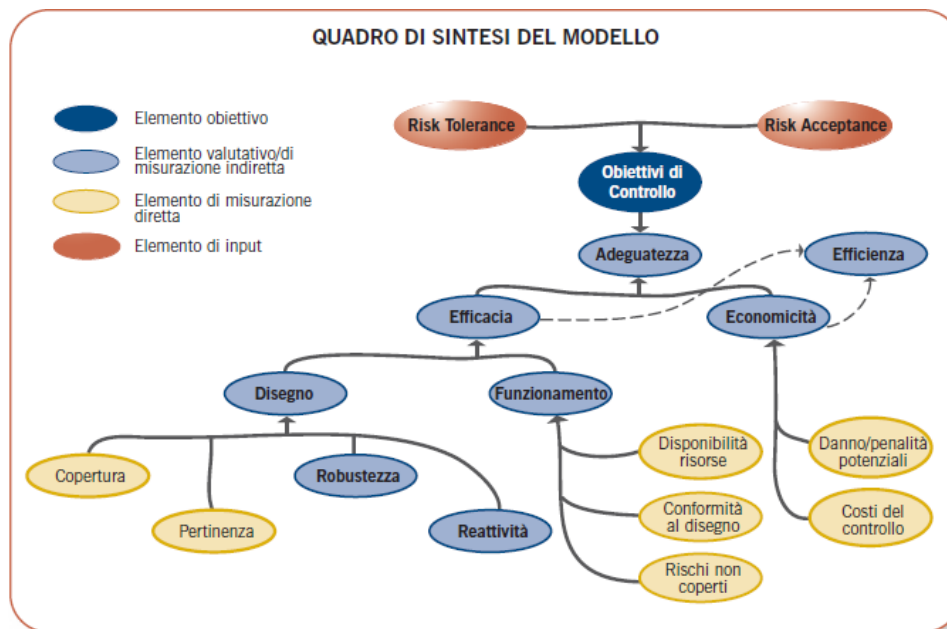 QUADRO DI SINTESI DEL MODELLO
Elemento obiettivo
Elemento valutativo/di
misurazione indiretta
Elemento di misurazione
diretta
Elemento di input
Risk Tolerance
Risk Acceptance
Obiettivi di
Controllo
Adeguatezza
Efficienza
Efficacia
Economicità
Disegno
Funzionamento
Copertura
Pertinenza
Robustezza
Reattività
Disponibilità
risorse
Conformità
al disegno
Rischi non
coperti
Danno/penalità
potenziali
Costi del
controllo